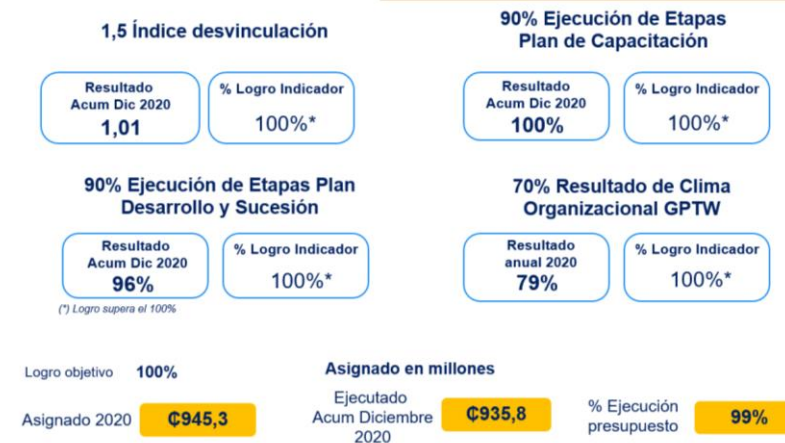 1,5 Índice desvinculación
Resultado
Acum Dic 2020
1,01
% Logro Indicador
100%*
90% Ejecución de Etapas
Plan de Capacitación
Resultado
Acum Dic 2020
100%
% Logro Indicador
100%*
90% Ejecución de Etapas Plan
Desarrollo y Sucesión
Resultado
Acum Dic 2020
96%
% Logro Indicador
100%*
(*) Logro supera el 100%
70% Resultado de Clima
Organizacional GPTW
Resultado
anual 2020
79%
% Logro Indicador
100%*
Logro objetivo 100%
Asignado en millones
Asignado 2020 ₡945,3
Ejecutado
Acum Diciembre
2020
₡935,8
% Ejecución
presupuesto
99%